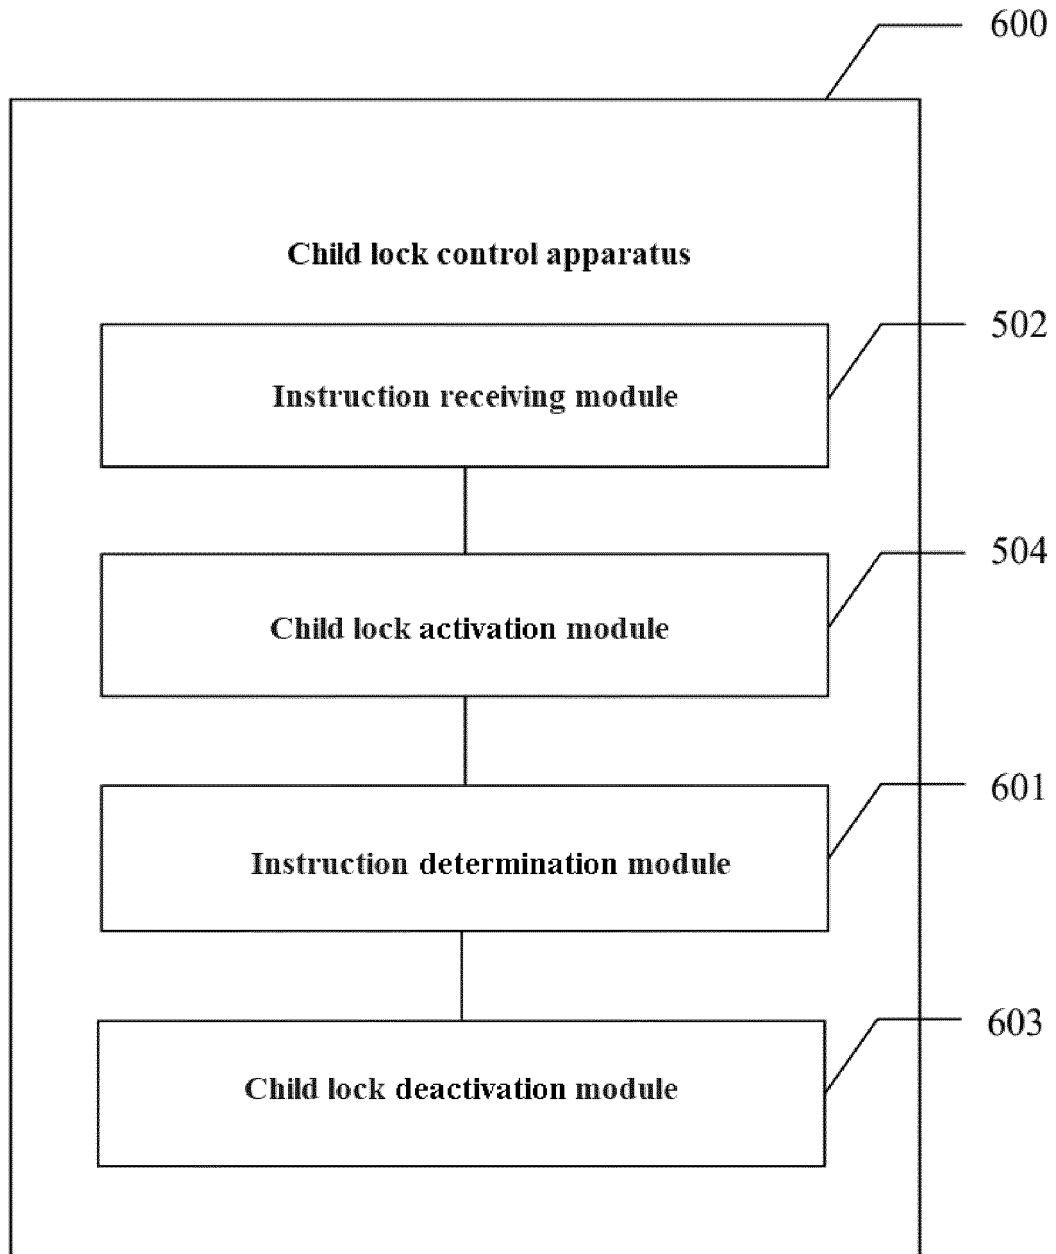 600
Child lock control apparatus
502
Instruction receiving module
504
Child lock activation module
601
Instruction determination module
603
Child lock deactivation module